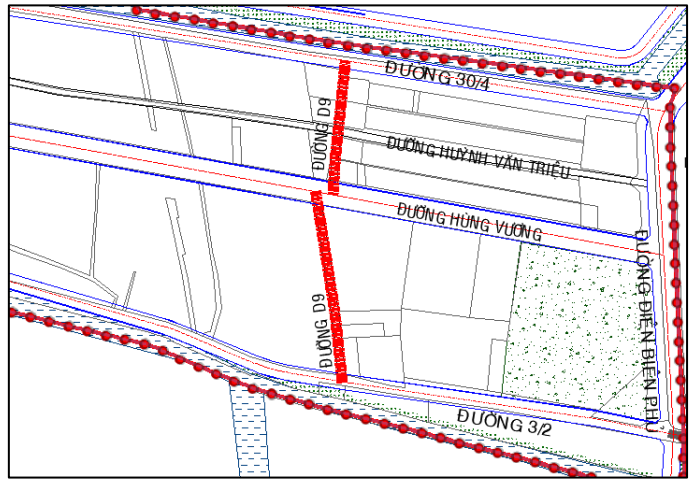 ĐƯỜNG 30/4
ĐƯỜNG D9
ĐƯỜNG HUỲNH VĂN TRIỆU
ĐƯỜNG HÙNG VƯƠNG
ĐƯỜNG ĐIỆN BIÊN PHỦ
ĐƯỜNG D9
ĐƯỜNG 3/2